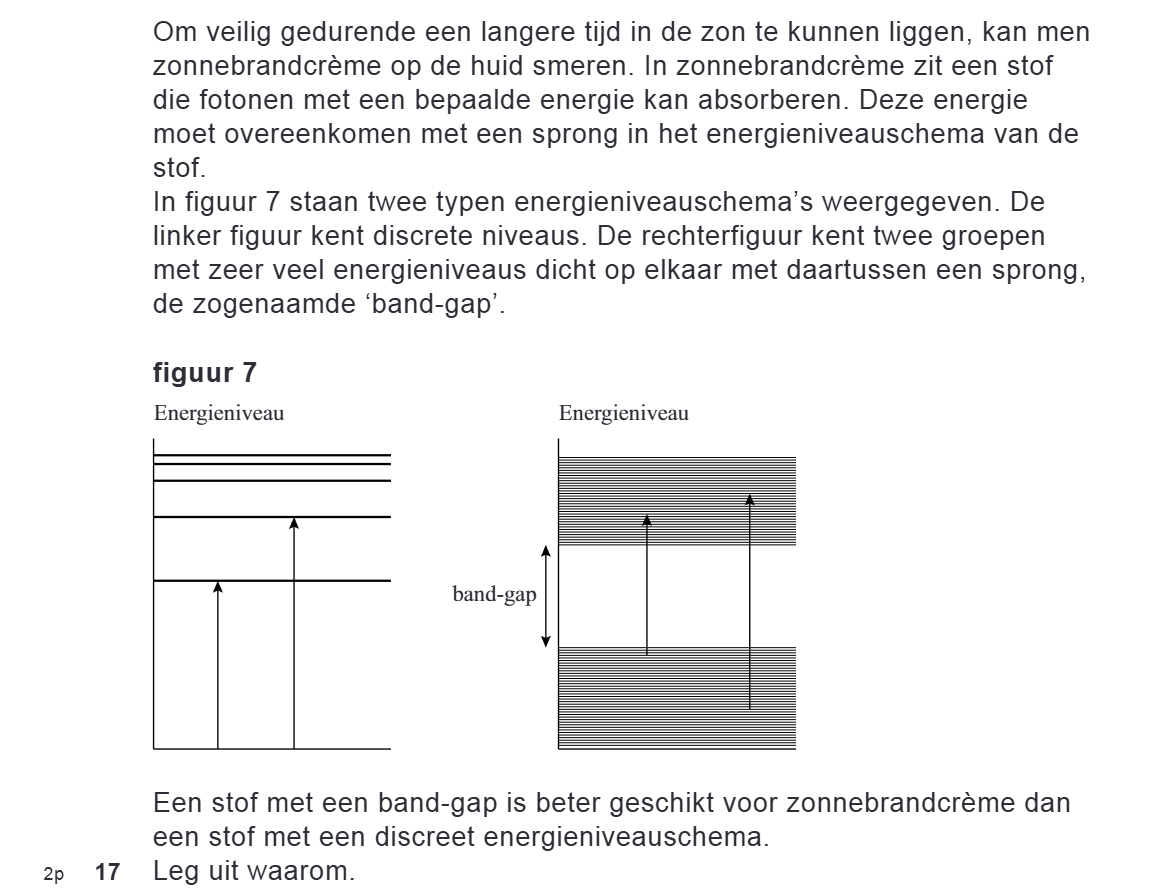 Om veilig gedurende een langere tijd in de zon te kunnen liggen, kan men
zonnebrandcrème op de huid smeren. In zonnebrandcrème zit een stof
die fotonen met een bepaalde energie kan absorberen. Deze energie
moet overeenkomen met een sprong in het energieniveauschema van de
stof.
In figuur 7 staan twee typen energieniveauschema’s weergegeven. De
linker figuur kent discrete niveaus. De rechterfiguur kent twee groepen
met zeer veel energieniveaus dicht op elkaar met daartussen een sprong,
de zogenaamde ‘band-gap’.
figuur 7
Energieniveau
Energieniveau
band-gap
Een stof met een band-gap is beter geschikt voor zonnebrandcrème dan
een stof met een discreet energieniveauschema.
2p 17 Leg uit waarom.